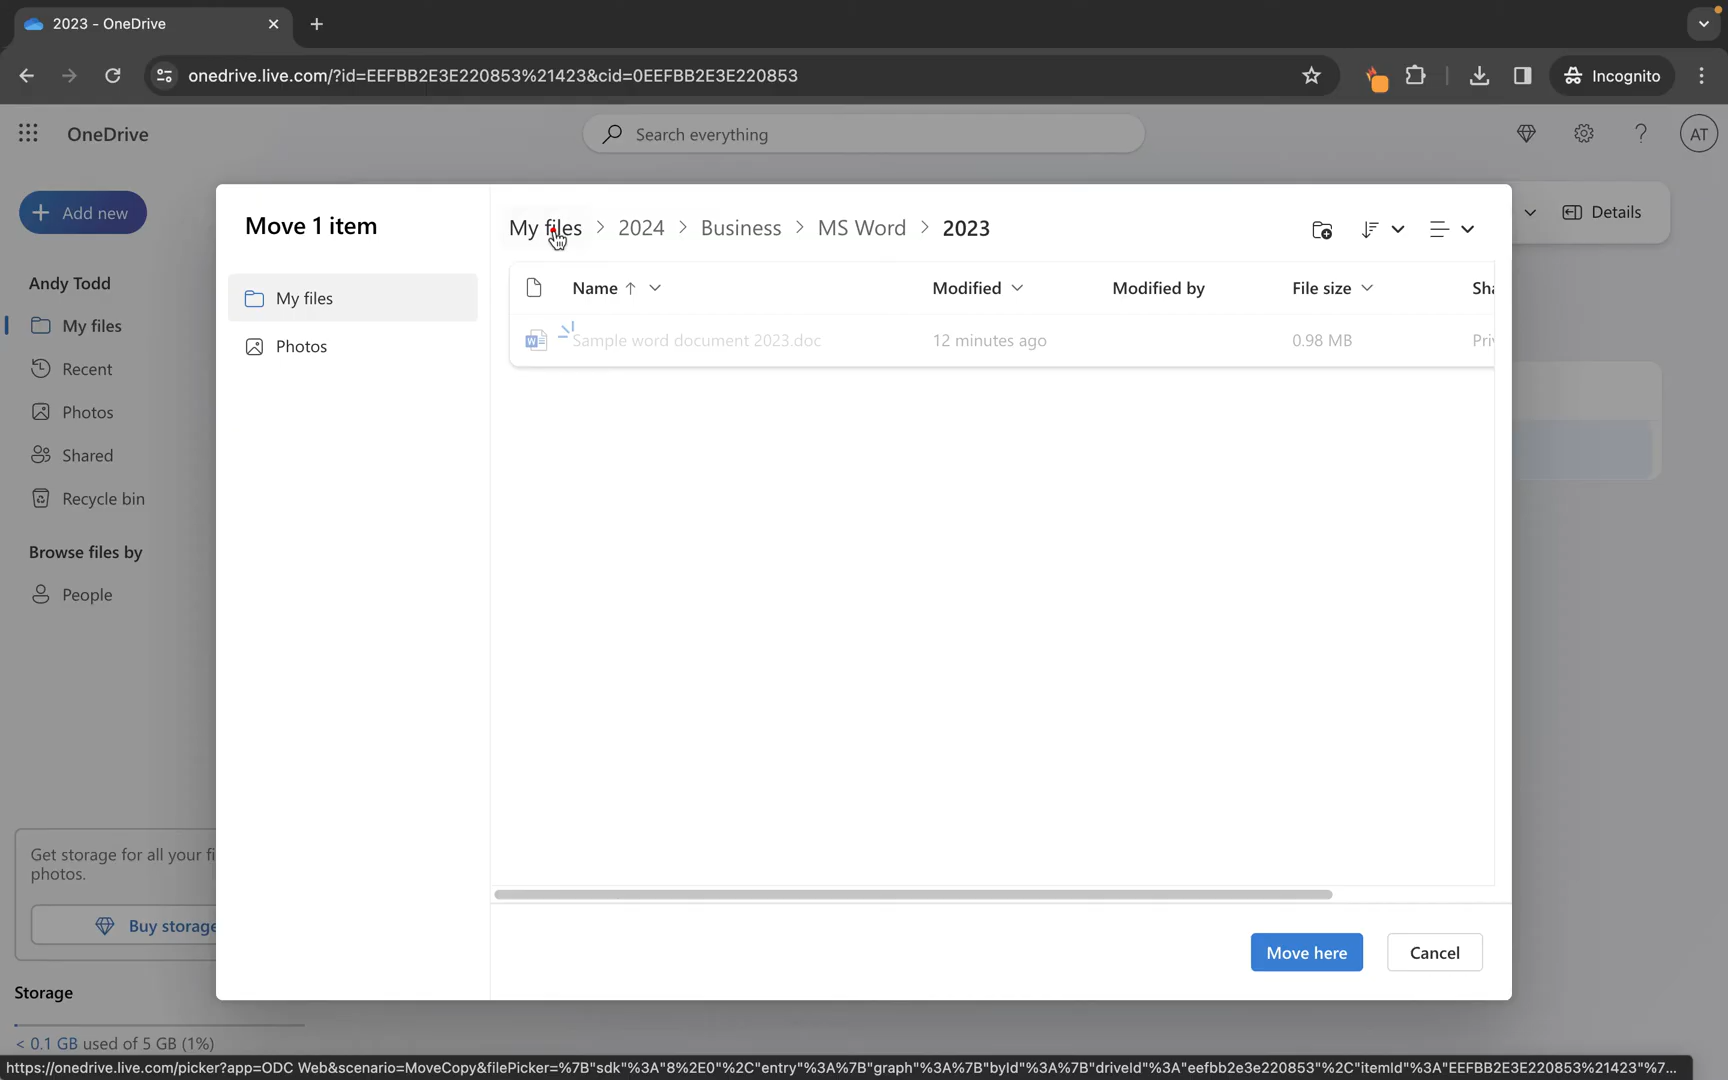 2023 - OneDrive
onedrive.live.com/?id=EEFBB2E3E220853%21423&cid=0EEFBB2E3E220853
Incognito
OneDrive
Search everything
AT
Add new
Details
Andy Todd
My files
Recent
Photos
Shared
Recycle bin
Browse files by
People
Get storage for all your fi
photos.
Buy storage
Storage
< 0.1 GB used of 5 GB (1%)
Move 1 item
My files
Photos
My files > 2024 > Business > MS Word > 2023
Name Modified Modified by File size Sha
Sample word document 2023.doc 12 minutes ago 0.98 MB Priv
Move here
Cancel
https://onedrive.live.com/picker?app=ODC Web&scenario=MoveCopy&filePicker=%7B"sdk"%3A"8%2E0"%2C"entry"%3A%7B"graph"%3A%7B"byId"%3A%7B"driveId"%3A"eefbb2e3e220853"%2C"itemId"%3A"EEFBB2E3E220853%21423"%7...